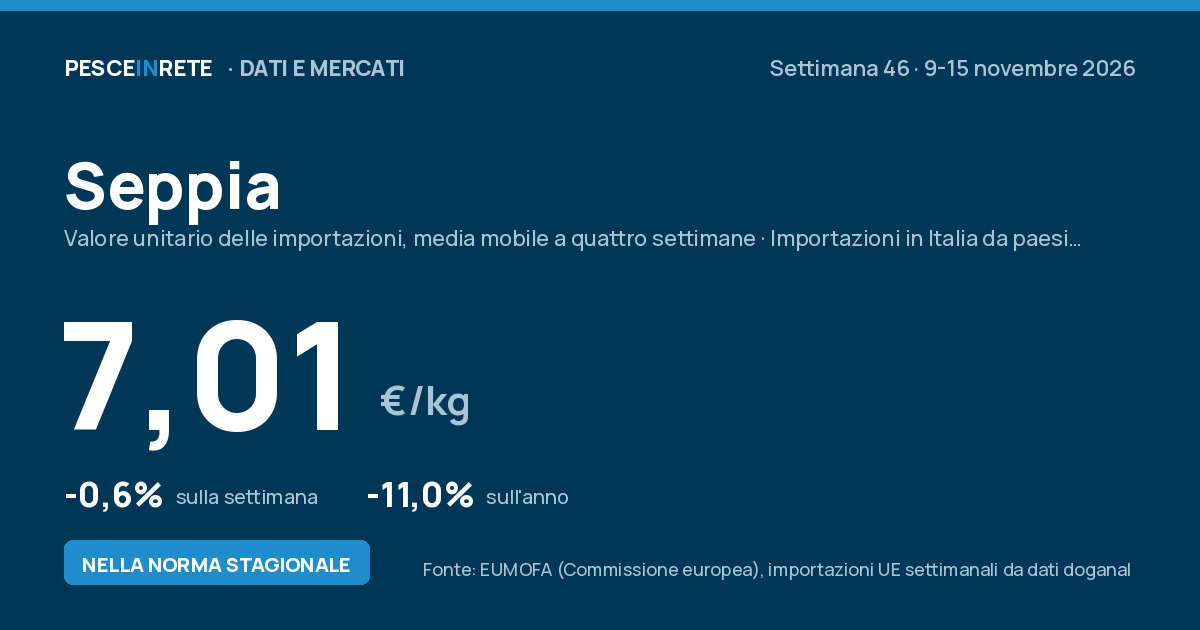 PESCEINRETE · DATI E MERCATI
Settimana 46 · 9-15 novembre 2026
Seppia
Valore unitario delle importazioni, media mobile a quattro settimane · Importazioni in Italia da paesi…
7,01 €/kg
-0,6% sulla settimana -11,0% sull'anno
NELLA NORMA STAGIONALE
Fonte: EUMOFA (Commissione europea), importazioni UE settimanali da dati doganal